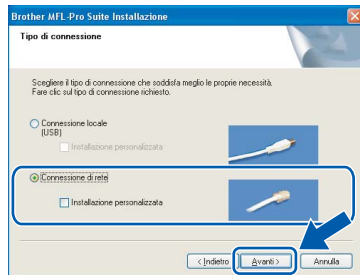 Brother MFL-Pro Suite Installazione
Tipo di connessione
Scegliere il tipo di connessione che soddisfa meglio le proprie necessità.
Fare clic sul tipo di connessione richiesto.
Connessione locale
(USB)
Installazione personalizzata
Connessione di rete
Installazione personalizzata
< Indietro
Avanti >
Annulla